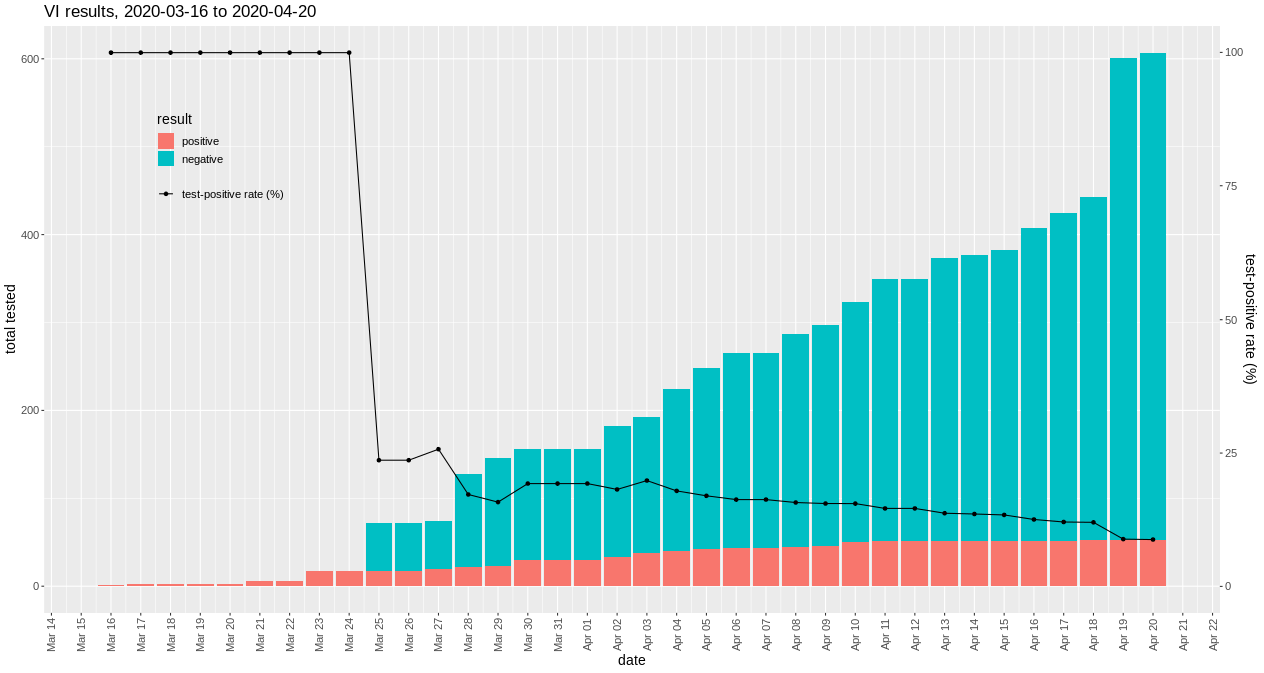 VI results, 2020-03-16 to 2020-04-20
600
400
200
0
total tested
result
positive
negative
test-positive rate (%)
100
75
50
25
0
test-positive rate (%)
Mar 14
Mar 15
Mar 16
Mar 17
Mar 18
Mar 19
Mar 20
Mar 21
Mar 22
Mar 23
Mar 24
Mar 25
Mar 26
Mar 27
Mar 28
Mar 29
Mar 30
Mar 31
Apr 01
Apr 02
Apr 03
Apr 04
Apr 05
Apr 06
Apr 07
Apr 08
Apr 09
Apr 10
Apr 11
Apr 12
Apr 13
Apr 14
Apr 15
Apr 16
Apr 17
Apr 18
Apr 19
Apr 20
Apr 21
Apr 22
date